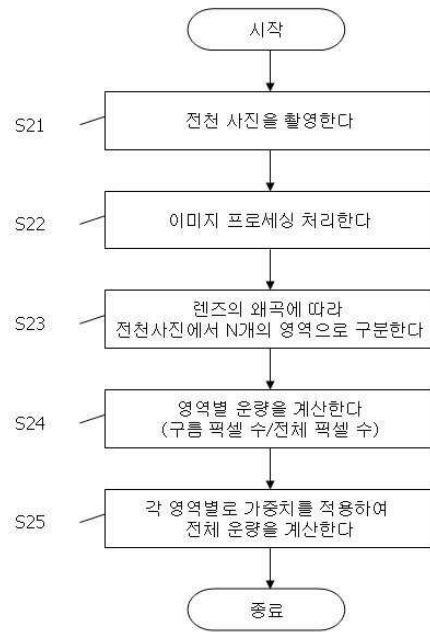 시작
S21
전천 사진을 촬영한다
S22
이미지 프로세싱 처리한다
S23
렌즈의 왜곡에 따라
전천사진에서 N개의 영역으로 구분한다
S24
영역별 운량을 계산한다
(구름 픽셀 수/전체 픽셀 수)
S25
각 영역별로 가중치를 적용하여
전체 운량을 계산한다
종료